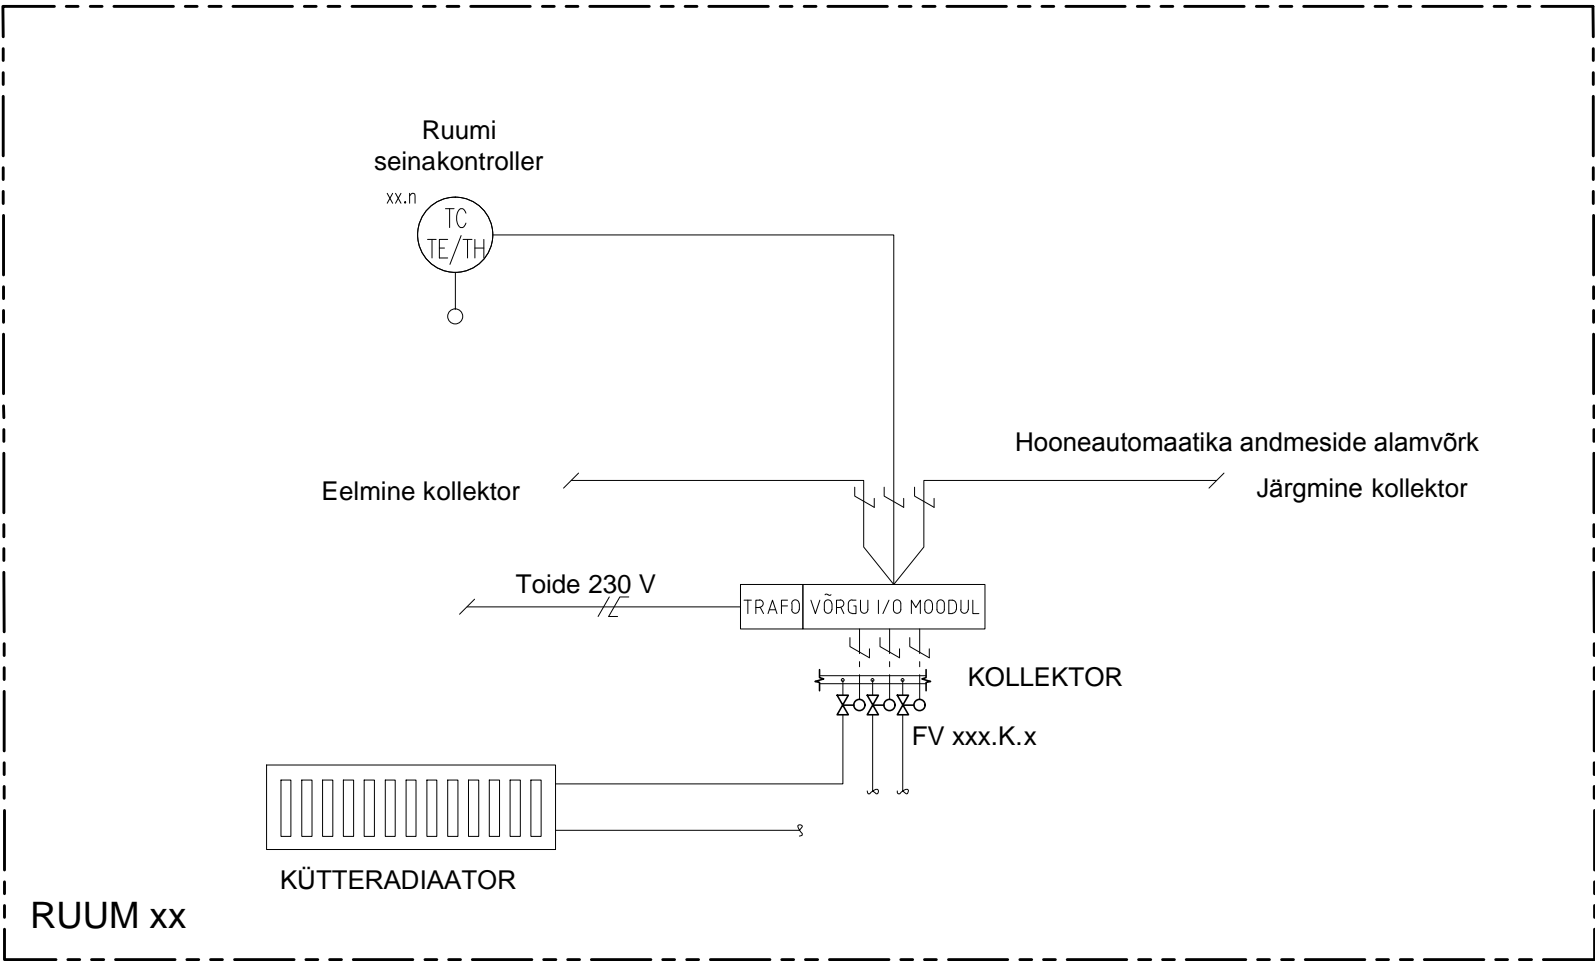 Ruumi
seinakontroller
xx.n
TC
TE/TH
Hooneautomaatika andmeside alamvõrk
Eelmine kollektor
Järgmine kollektor
Toide 230 V
TRAFO
VÕRGU I/O MOODUL
KOLLEKTOR
FV xxx.K.x
KÜTTERADIAATOR
RUUM xx